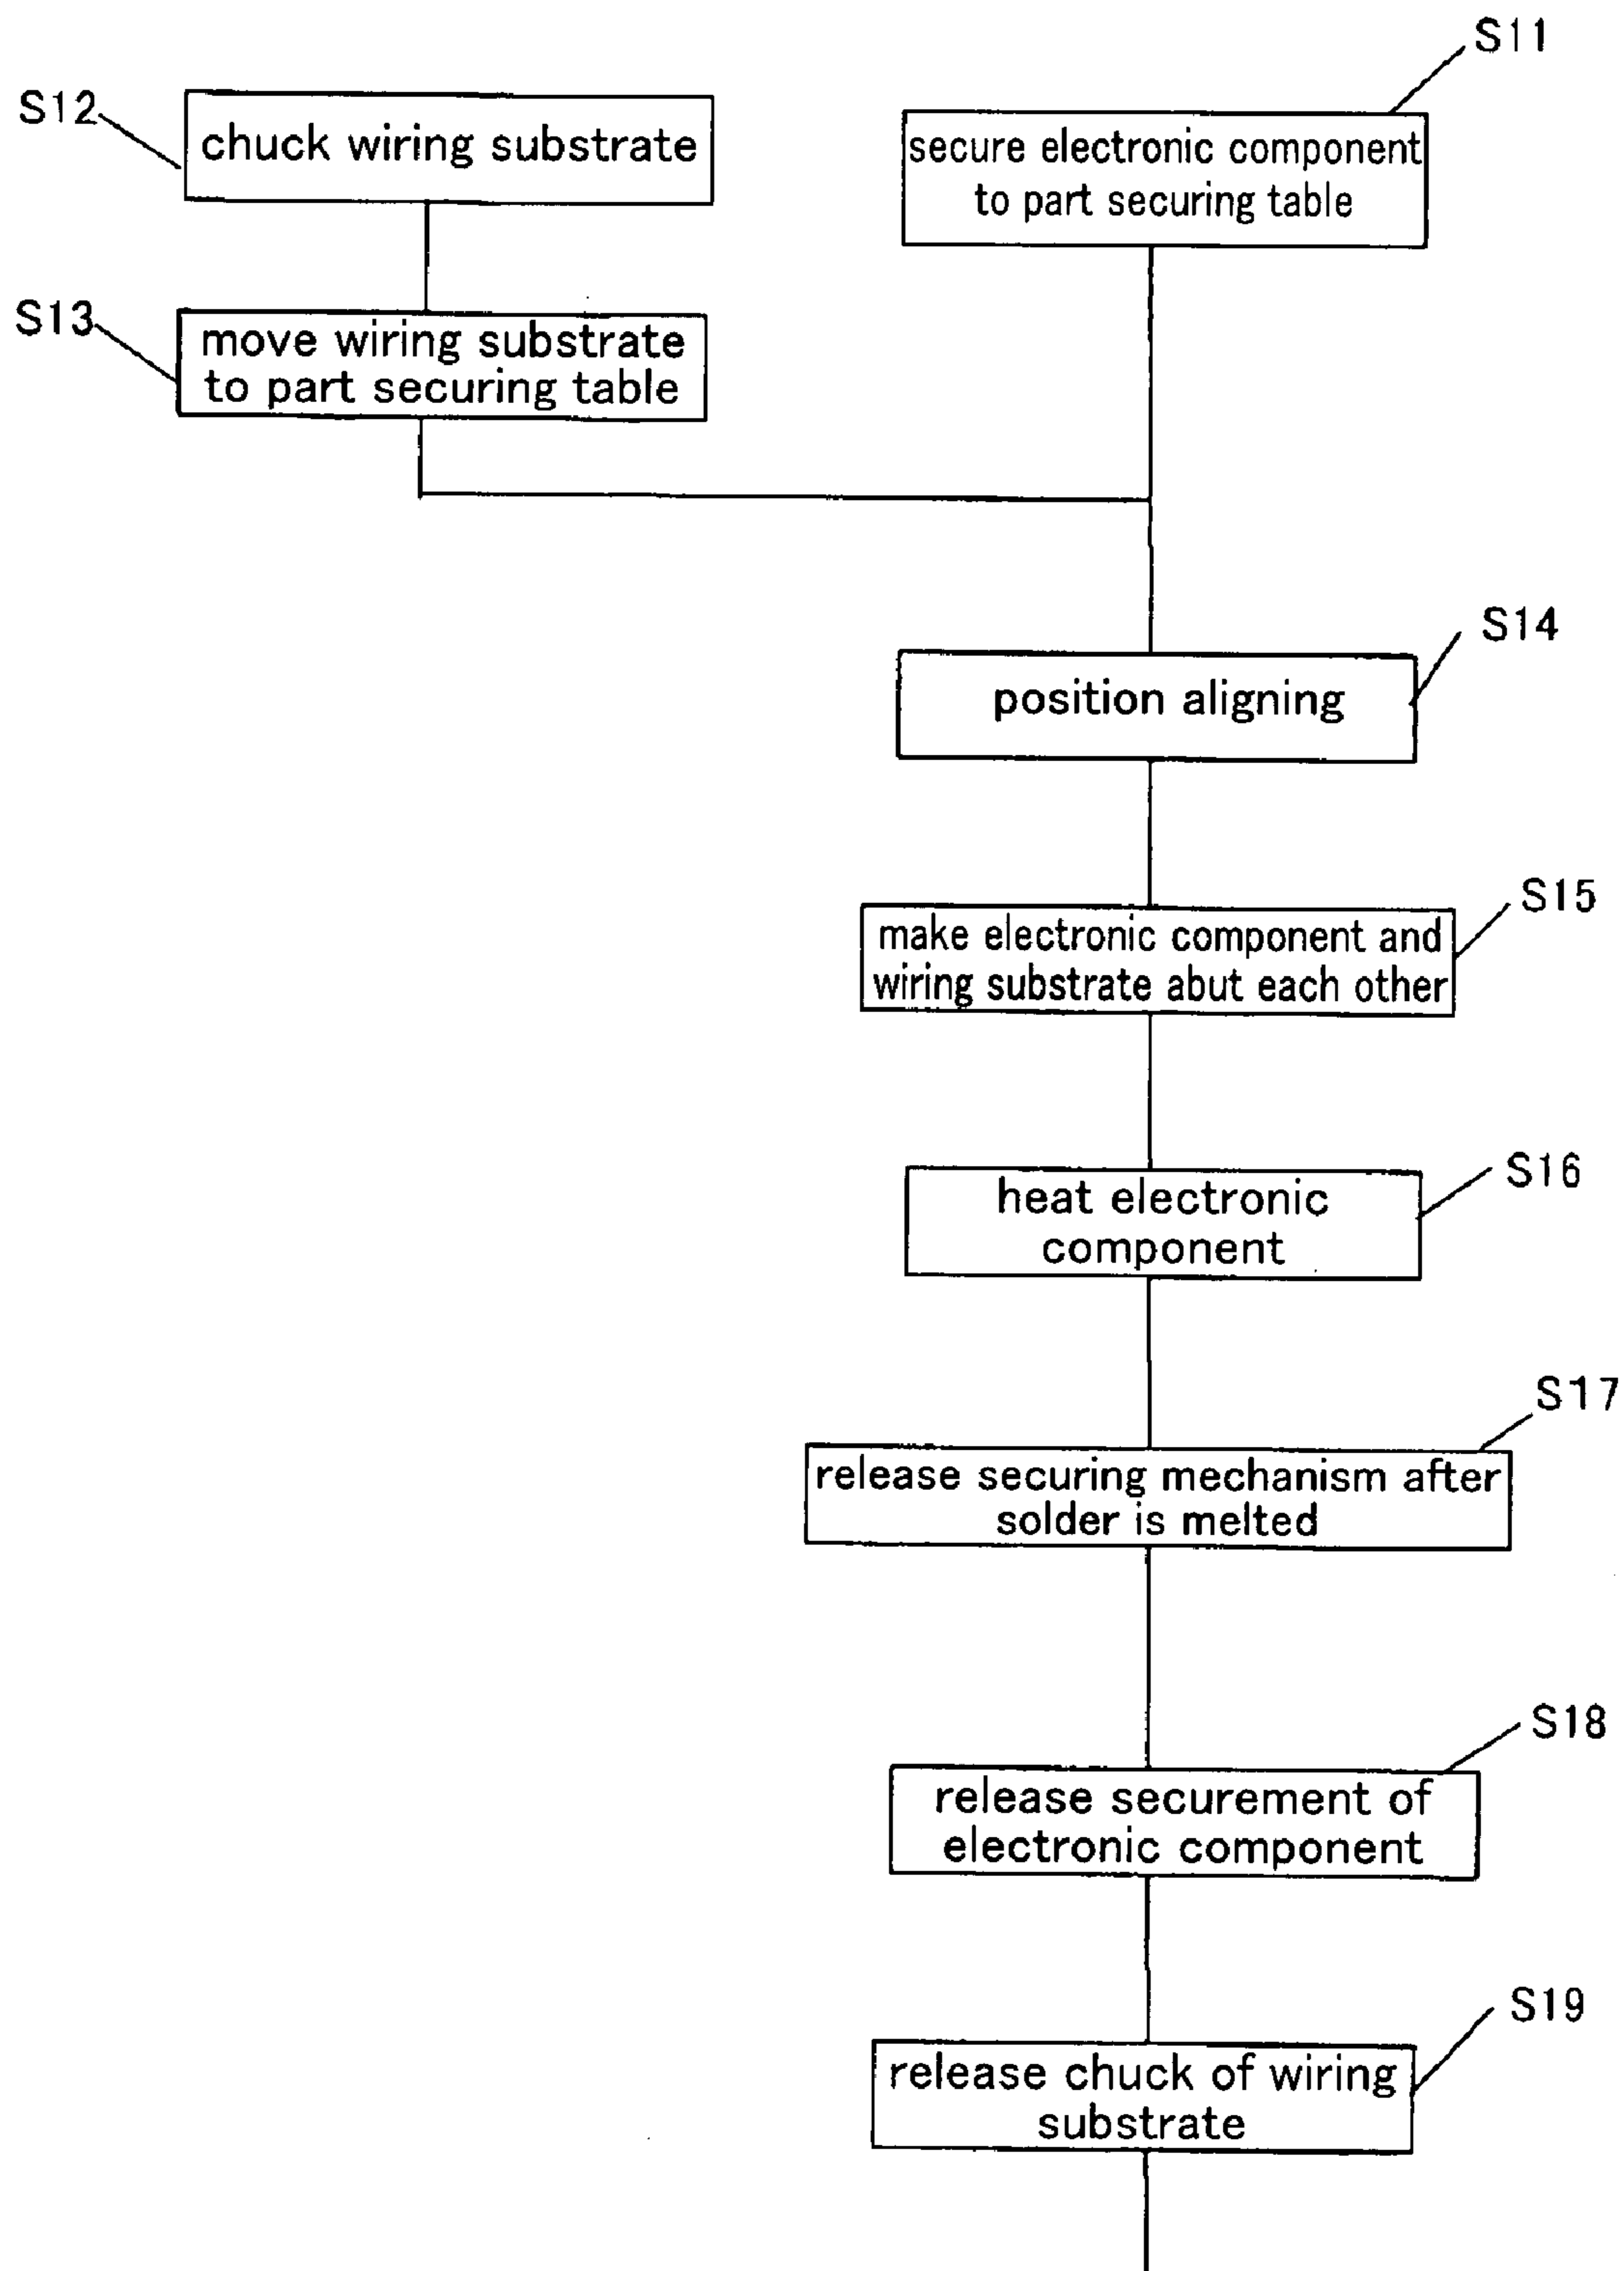 S11
S12
chuck wiring substrate
secure electronic component
to part securing table
S13
move wiring substrate
to part securing table
S14
position aligning
S15
make electronic component and
wiring substrate abut each other
S16
heat electronic
component
S17
release securing mechanism after
solder is melted
S18
release securement of
electronic component
S19
release chuck of wiring
substrate